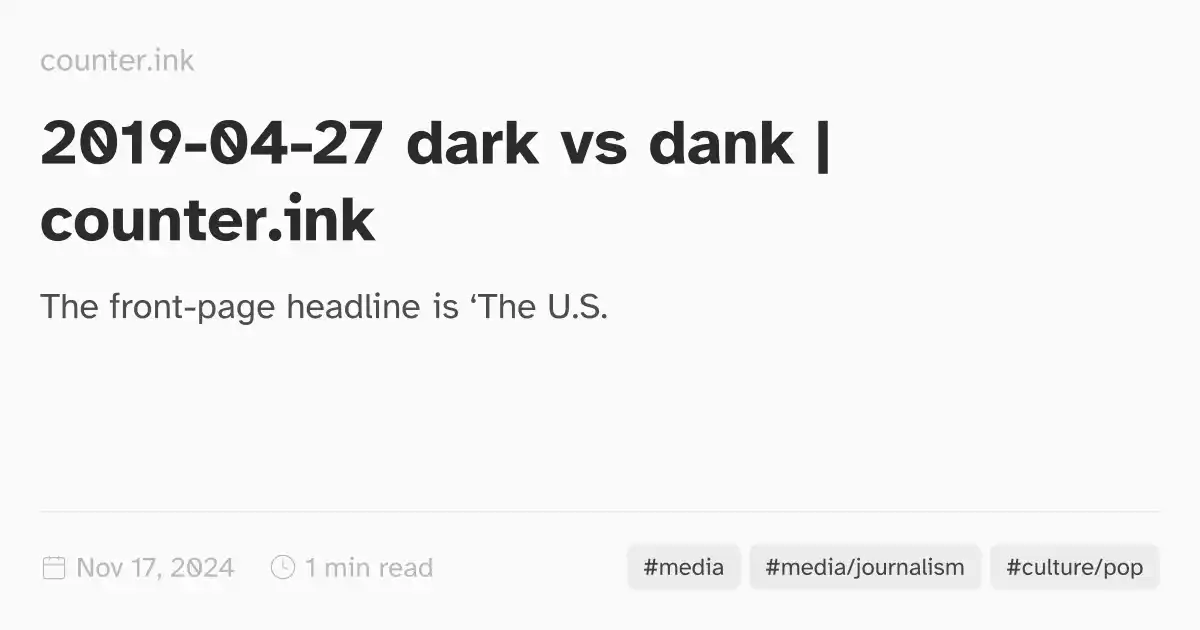 counter.ink
2019-04-27 dark vs dank |
counter.ink
The front-page headline is ‘The U.S.
Nov 17, 2024 1 min read #media #media/journalism #culture/pop